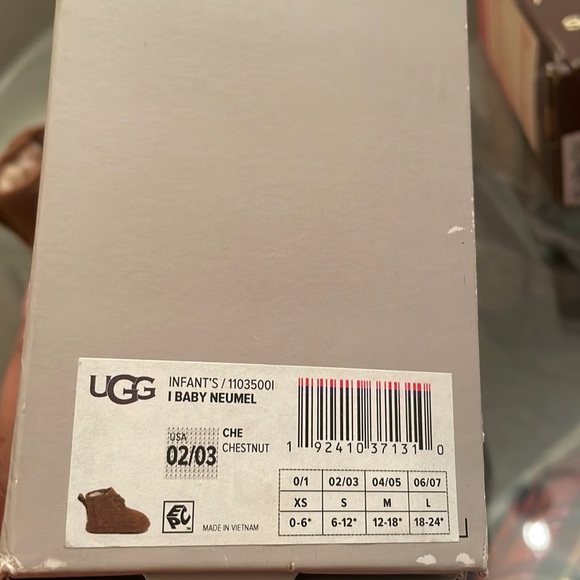 UGG
INFANT'S / 1103500I
I BABY NEUMEL
USA
02/03
CHE
CHESTNUT
1 92410 37131 0
0/1 02/03 04/05 06/07
XS S M L
0-6* 6-12* 12-18* 18-24*
MADE IN VIETNAM